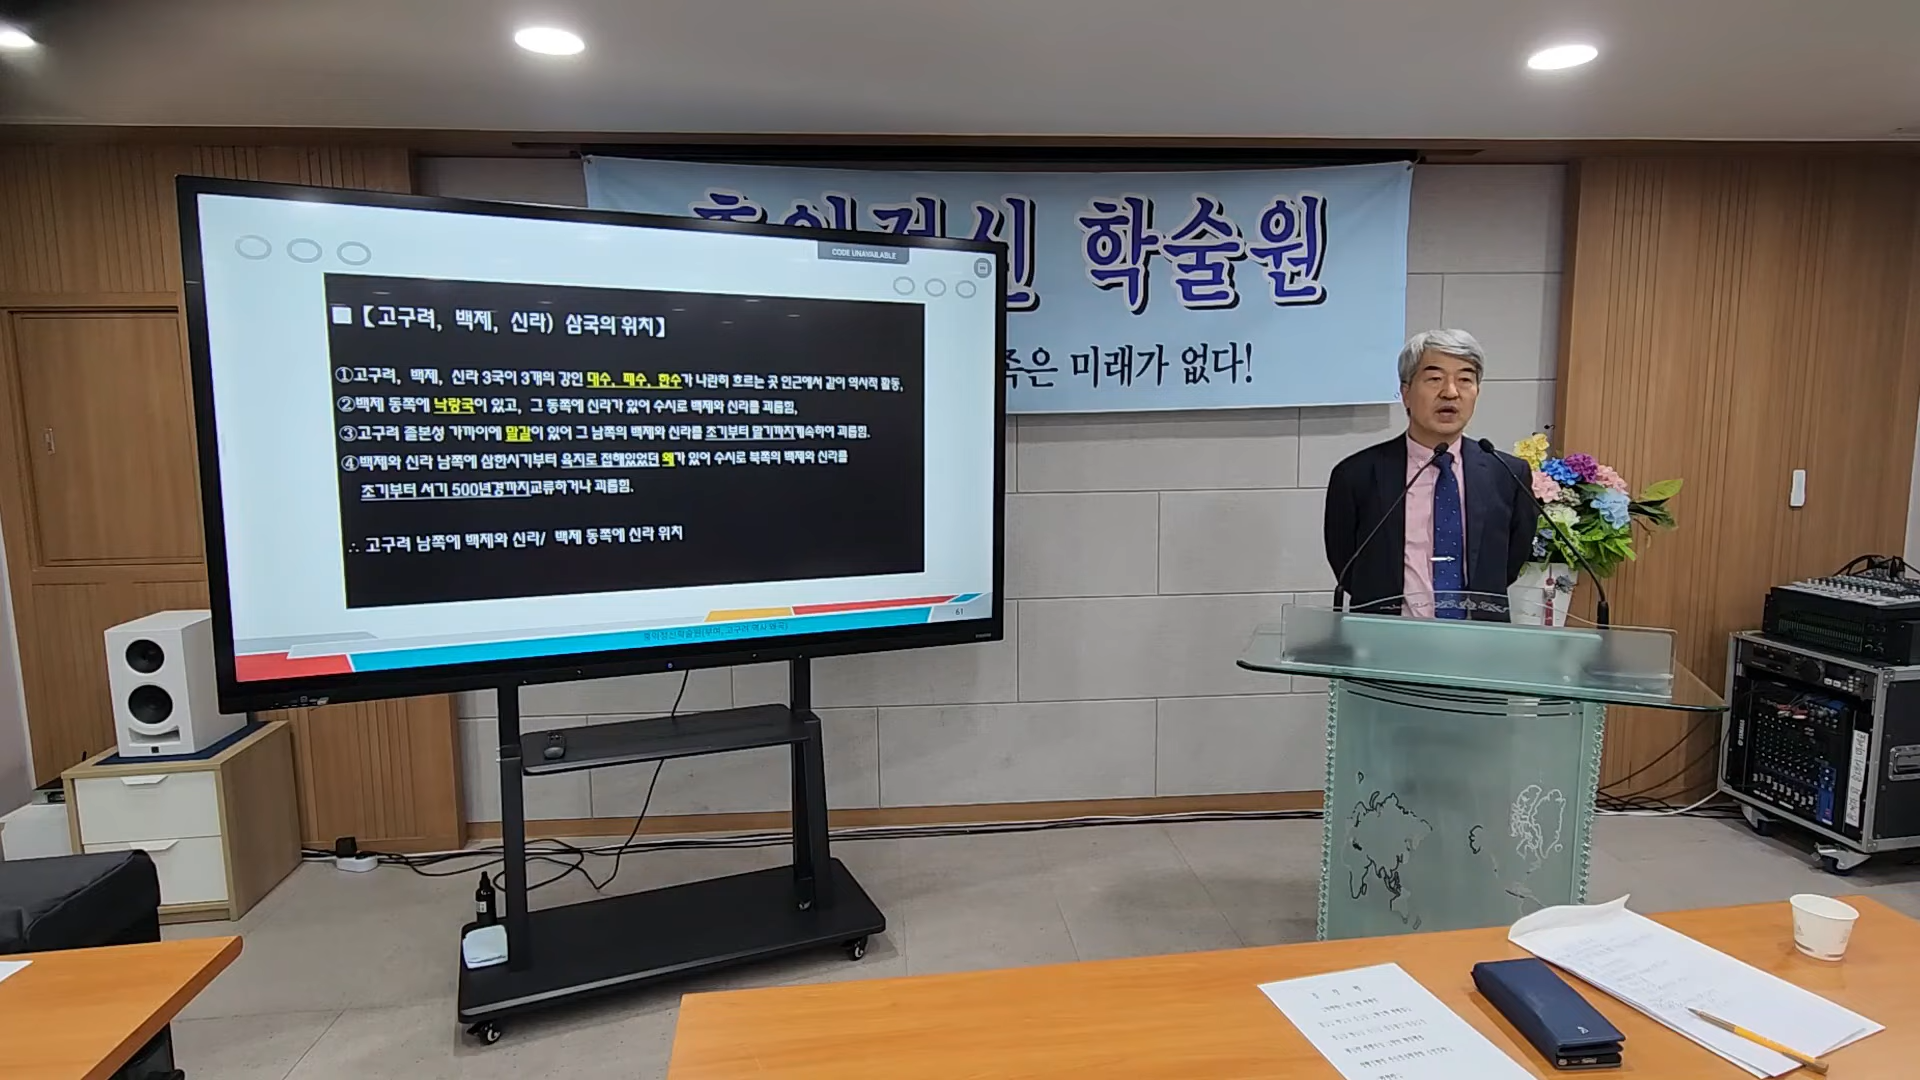 학술원
미래가 없다!
CODE UNAVAILABLE
【고구려, 백제, 신라) 삼국의 위치】
①고구려, 백제, 신라 3국이 3개의 강인 대수, 패수, 한수가 나란히 흐르는 곳 인근에서 같이 역사적 활동,
②백제 동쪽에 낙랑국이 있고, 그 동쪽에 신라가 있어 수시로 백제와 신라를 괴롭힘,
③고구려 졸본성 가까이에 말갈이 있어 그 남쪽의 백제와 신라를 초기부터 말기까지계속하여 괴롭힘.
④백제와 신라 남쪽에 삼한시기부터 육지로 접해있었던 왜가 있어 수시로 북쪽의 백제와 신라를
초기부터 서기 500년경까지교류하거나 괴롭힘.
∴ 고구려 남쪽에 백제와 신라/ 백제 동쪽에 신라 위치
61